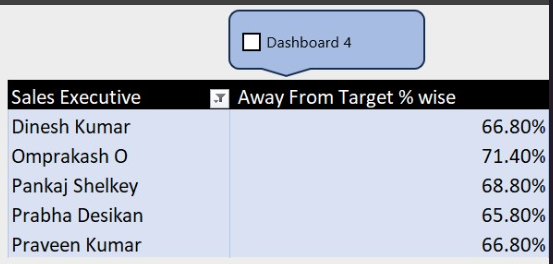 Dashboard 4
Sales Executive Away From Target % wise
Dinesh Kumar 66.80%
Omprakash O 71.40%
Pankaj Shelkey 68.80%
Prabha Desikan 65.80%
Praveen Kumar 66.80%